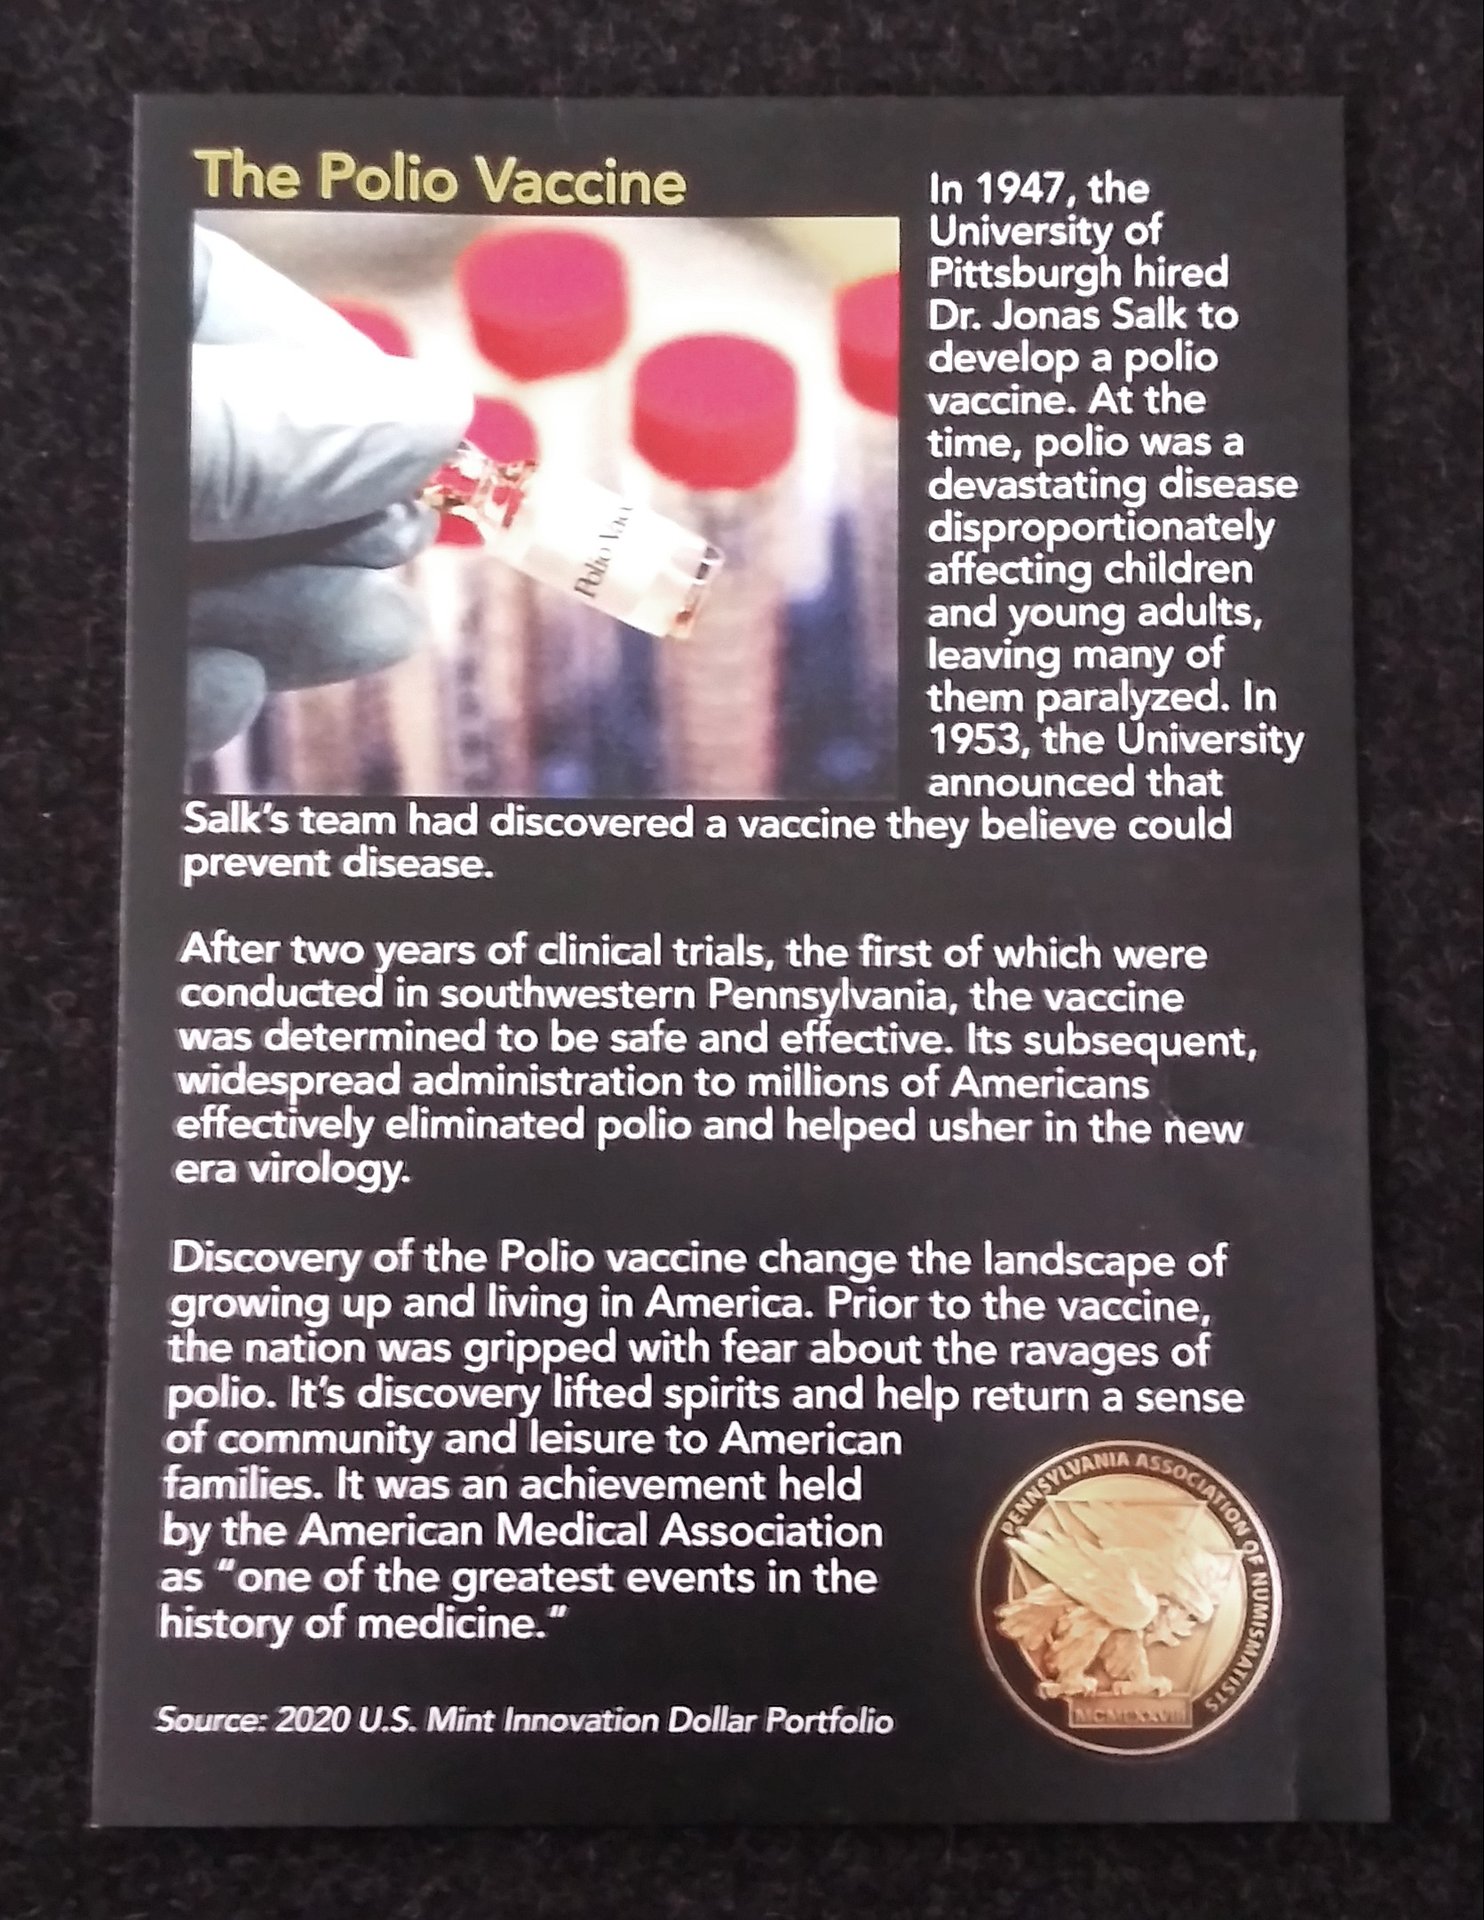 The Polio Vaccine
Polio Vacc
In 1947, the
University of
Pittsburgh hired
Dr. Jonas Salk to
develop a polio
vaccine. At the
time, polio was a
devastating disease
disproportionately
affecting children
and young adults,
leaving many of
them paralyzed. In
1953, the University
announced that
Salk's team had discovered a vaccine they believe could
prevent disease.
After two years of clinical trials, the first of which were
conducted in southwestern Pennsylvania, the vaccine
was determined to be safe and effective. Its subsequent,
widespread administration to millions of Americans
effectively eliminated polio and helped usher in the new
era virology.
Discovery of the Polio vaccine change the landscape of
growing up and living in America. Prior to the vaccine,
the nation was gripped with fear about the ravages of
polio. It's discovery lifted spirits and help return a sense
of community and leisure to American
families. It was an achievement held
by the American Medical Association
as "one of the greatest events in the
history of medicine."
PENNSYLVANIA ASSOCIATION OF NUMISMATISTS
Source: 2020 U.S. Mint Innovation Dollar Portfolio